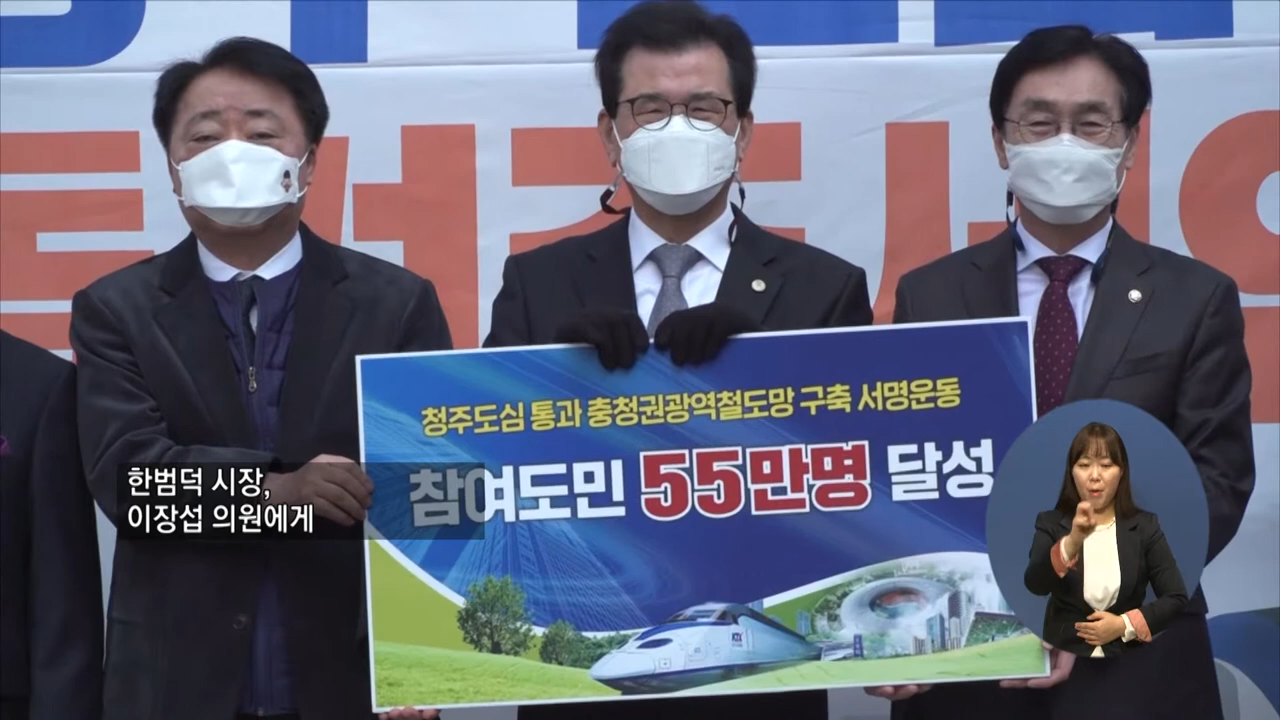 청주도심 통과 충청권광역철도망 구축 서명운동
참여도민 55만명 달성
한범덕 시장,
이장섭 의원에게